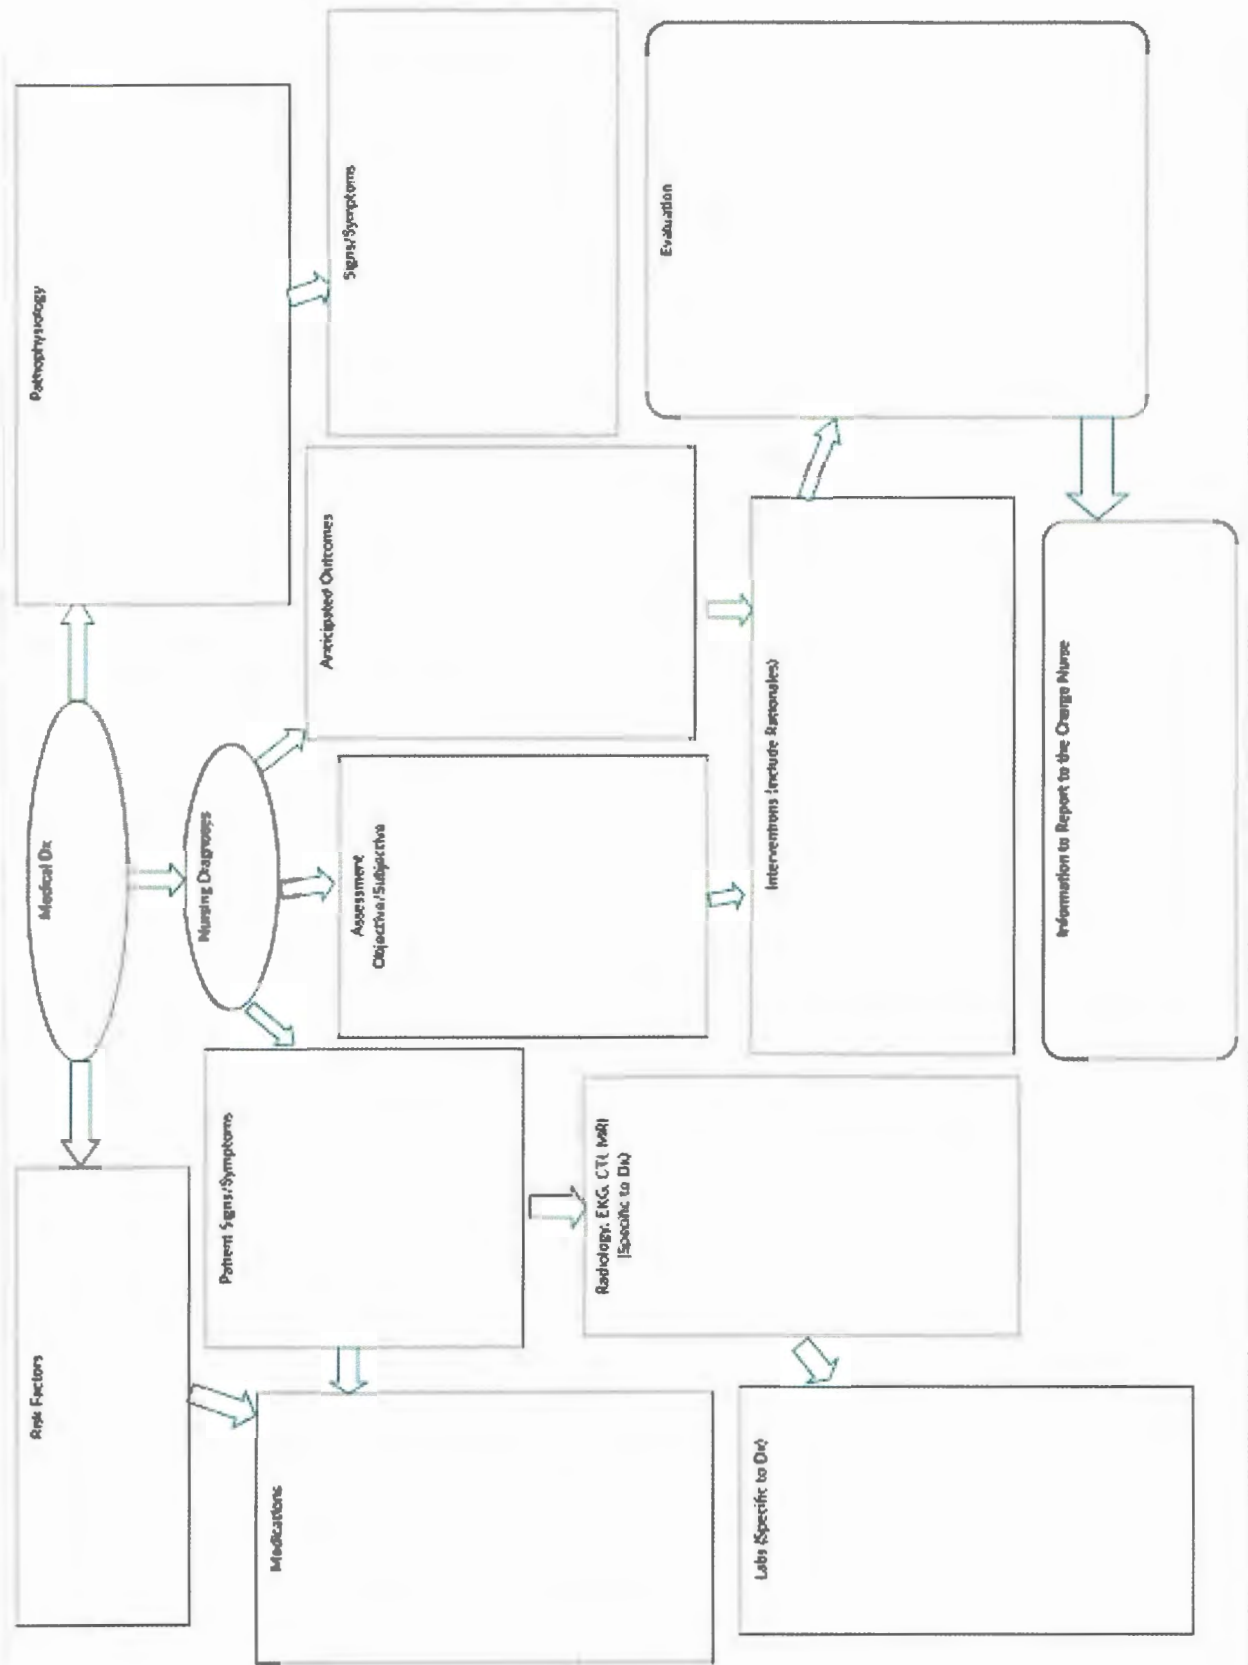 Medical Dx
Risk Factors
Pathophysiology
Nursing Diagnoses
Patient Signs/Symptoms
Medications
Assessment
Objective/Subjective
Anticipated Outcomes
Signs/Symptoms
Radiology, EKG, CT, MRI
(Specific to Dx)
Labs (Specific to Dx)
Interventions (Include Rationales)
Evaluation
Information to Report to the Charge Nurse